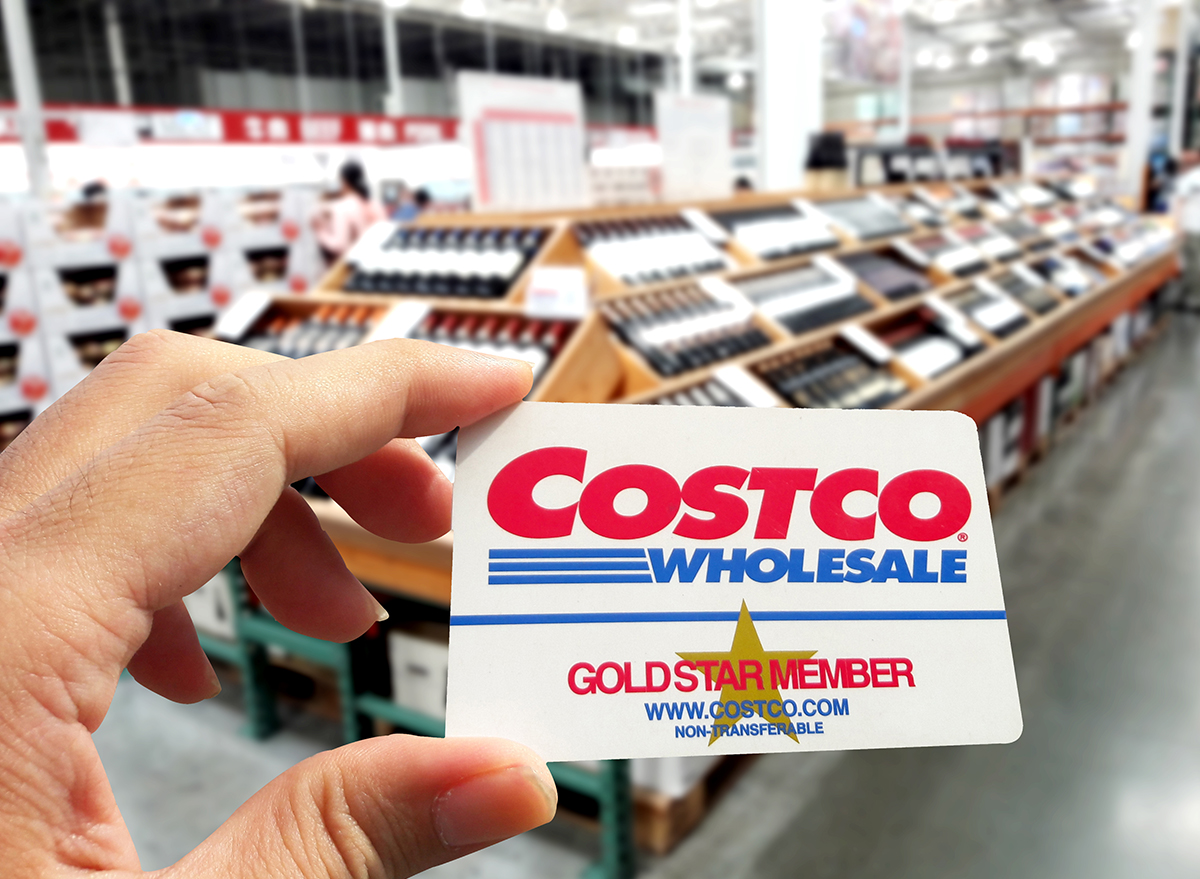 COSTCO®
WHOLESALE
GOLD STAR MEMBER
WWW.COSTCO.COM
NON-TRANSFERABLE